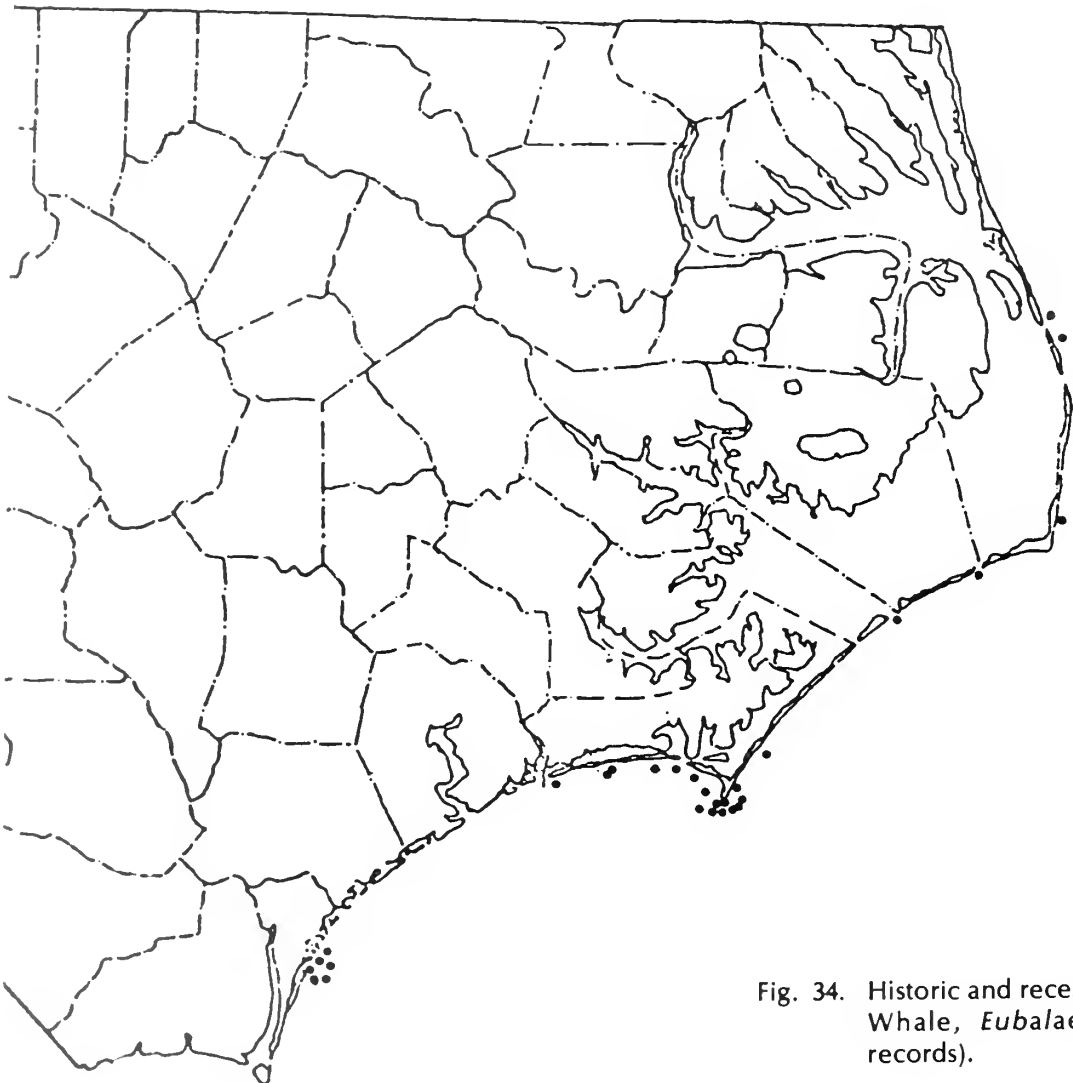 Fig. 34. Historic and rece
Whale, Eubalae
records).